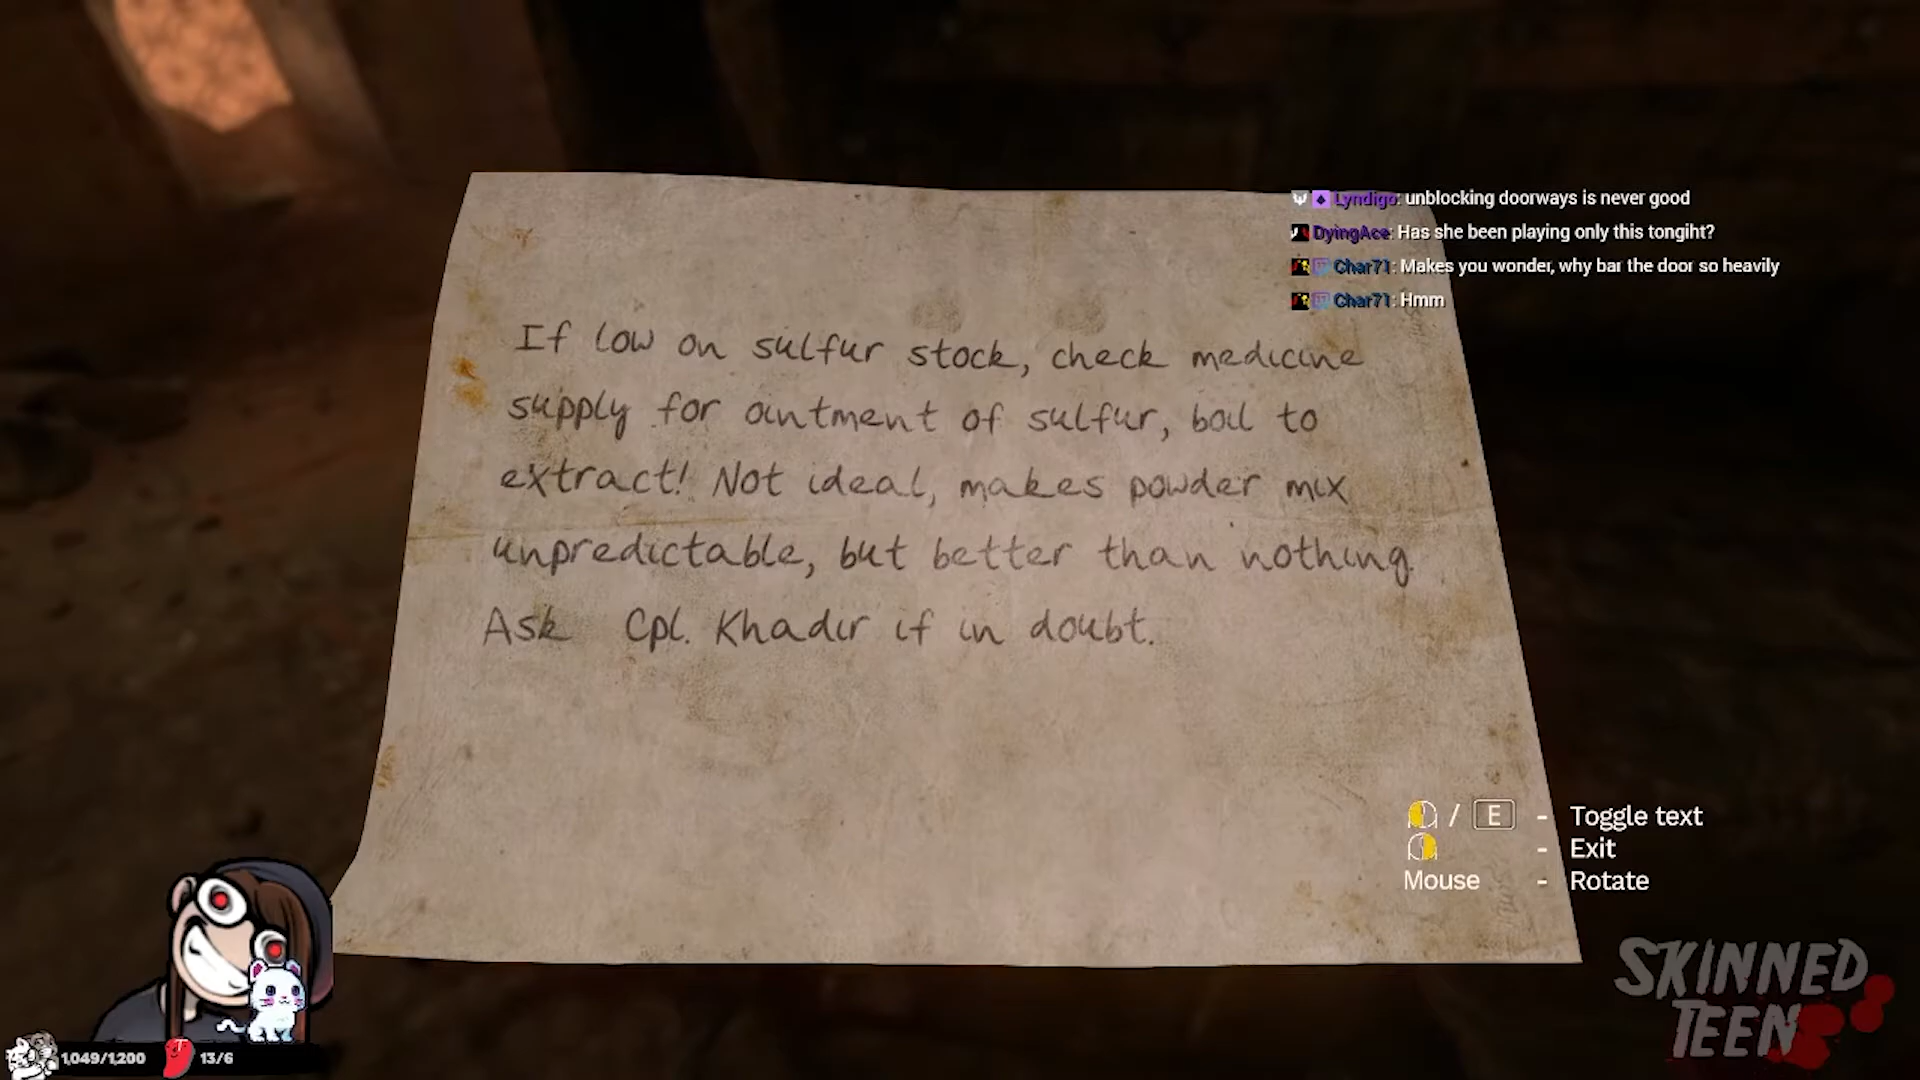 Lyndigo: unblocking doorways is never good
DyingAce: Has she been playing only this tongiht?
Char71: Makes you wonder, why bar the door so heavily
Char71: Hmm
If low on sulfur stock, check medicine
supply for ointment of sulfur, boil to
extract! Not ideal, makes powder mix
unpredictable, but better than nothing.
Ask Cpl. Khadir if in doubt.
/ E - Toggle text
- Exit
Mouse - Rotate
SKINNED
TEEN
1,049/1,200 13/6